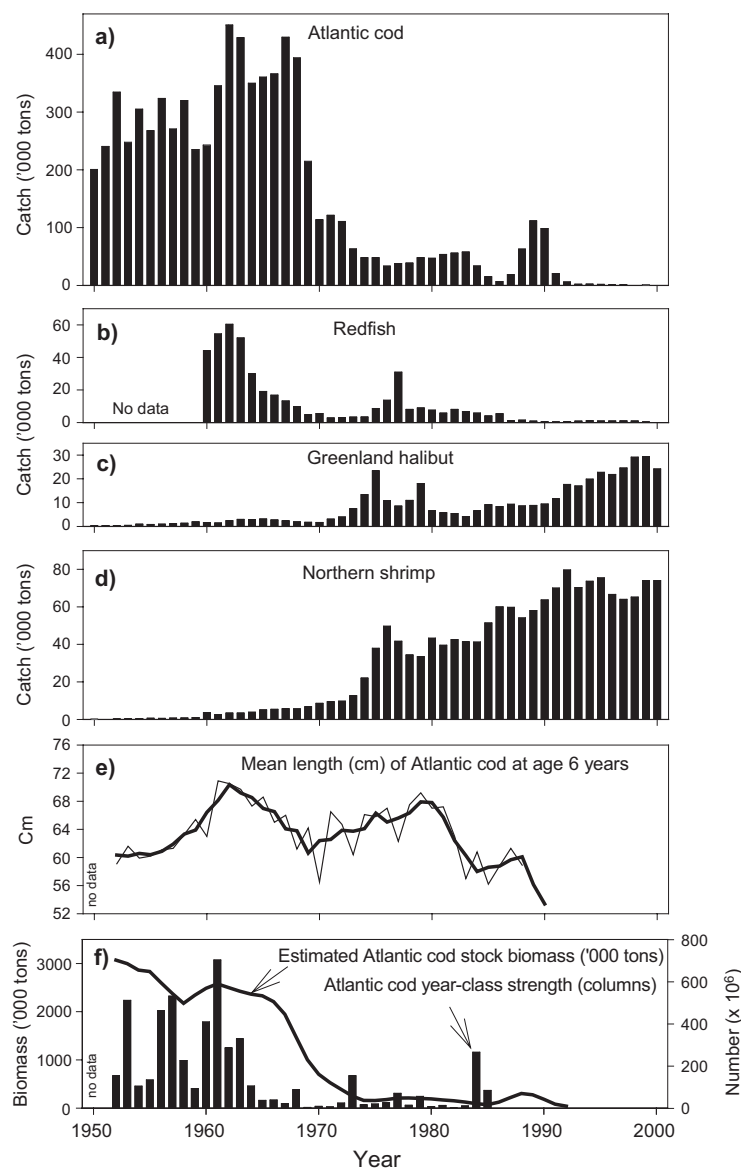 a)
Atlantic cod
Catch ('000 tons)
400
300
200
100
0
b)
Redfish
No data
Catch ('000 tons)
60
40
20
0
c)
Greenland halibut
30
20
10
0
d)
Northern shrimp
Catch ('000 tons)
80
60
40
20
0
e)
Mean length (cm) of Atlantic cod at age 6 years
Cm
76
72
68
64
60
56
52
no data
f)
Estimated Atlantic cod stock biomass ('000 tons)
Atlantic cod year-class strength (columns)
Biomass ('000 tons)
3000
2000
1000
0
no data
800
600
400
200
0
Number (x 10⁶)
1950 1960 1970 1980 1990 2000
Year